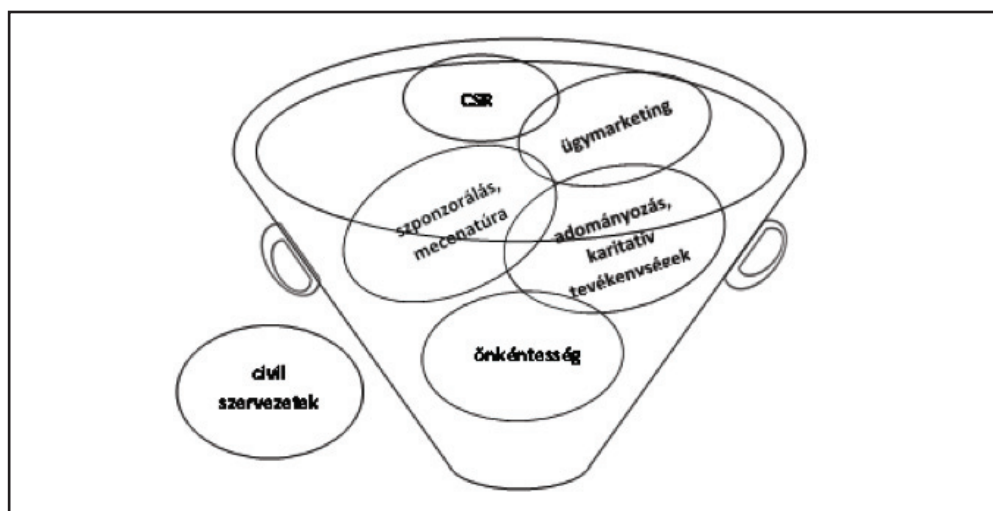 CSR
ügymarketing
szponzorálás,
mecenatúra
adományozás,
karitatív
tevékenységek
önkéntesség
civil
szervezetek